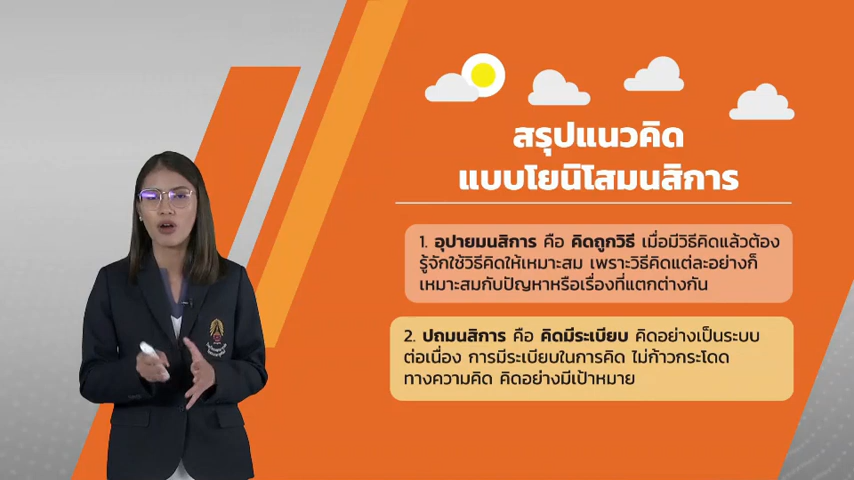 สรุปแนวคิด
แบบโยนิโสมนสิการ
1. อุปายมนสิการ คือ คิดถูกวิธี เมื่อมีวิธีคิดแล้วต้อง
รู้จักใช้วิธีคิดให้เหมาะสม เพราะวิธีคิดแต่ละอย่างก็
เหมาะสมกับปัญหาหรือเรื่องที่แตกต่างกัน
2. ปถมนสิการ คือ คิดมีระเบียบ คิดอย่างเป็นระบบ
ต่อเนื่อง การมีระเบียบในการคิด ไม่ก้าวกระโดด
ทางความคิด คิดอย่างมีเป้าหมาย